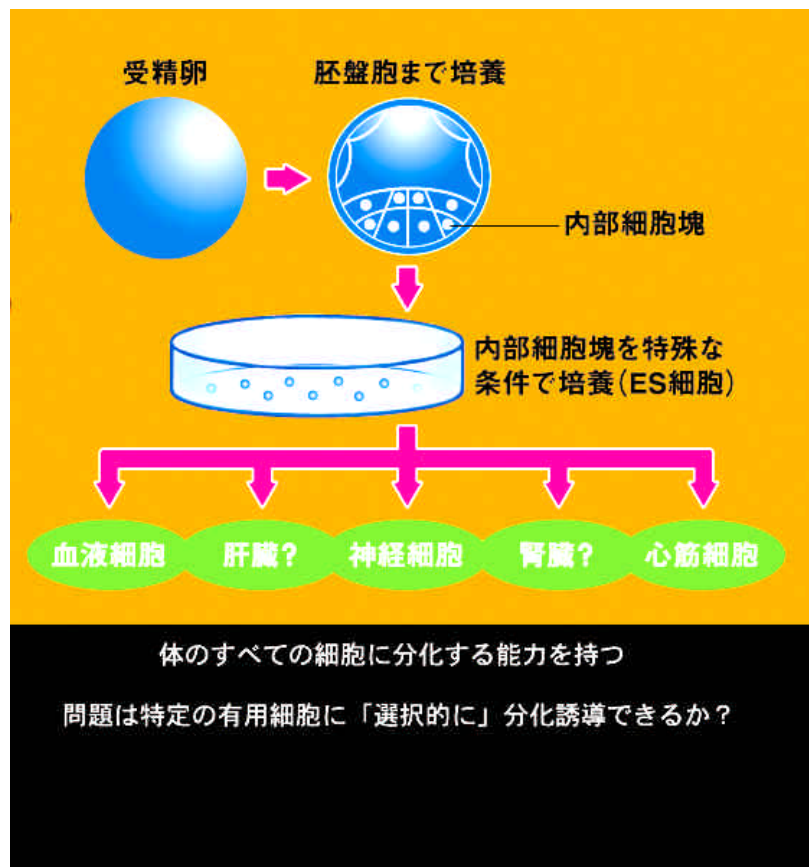 受精卵
胚盤胞まで培養
内部細胞塊
内部細胞塊を特殊な
条件で培養(ES細胞)
血液細胞
肝臓？
神経細胞
腎臓？
心筋細胞
体のすべての細胞に分化する能力を持つ
問題は特定の有用細胞に「選択的に」分化誘導できるか？